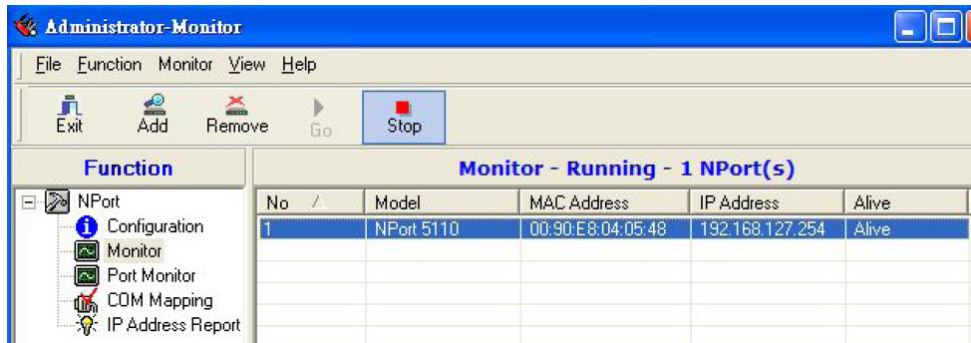 Administrator-Monitor
File Function Monitor View Help
Exit Add Remove Go Stop
Function
Monitor - Running - 1 NPort(s)
NPort
Configuration
Monitor
Port Monitor
COM Mapping
IP Address Report
No Model MAC Address IP Address Alive
1 NPort 5110 00:90:E8:04:05:48 192.168.127.254 Alive